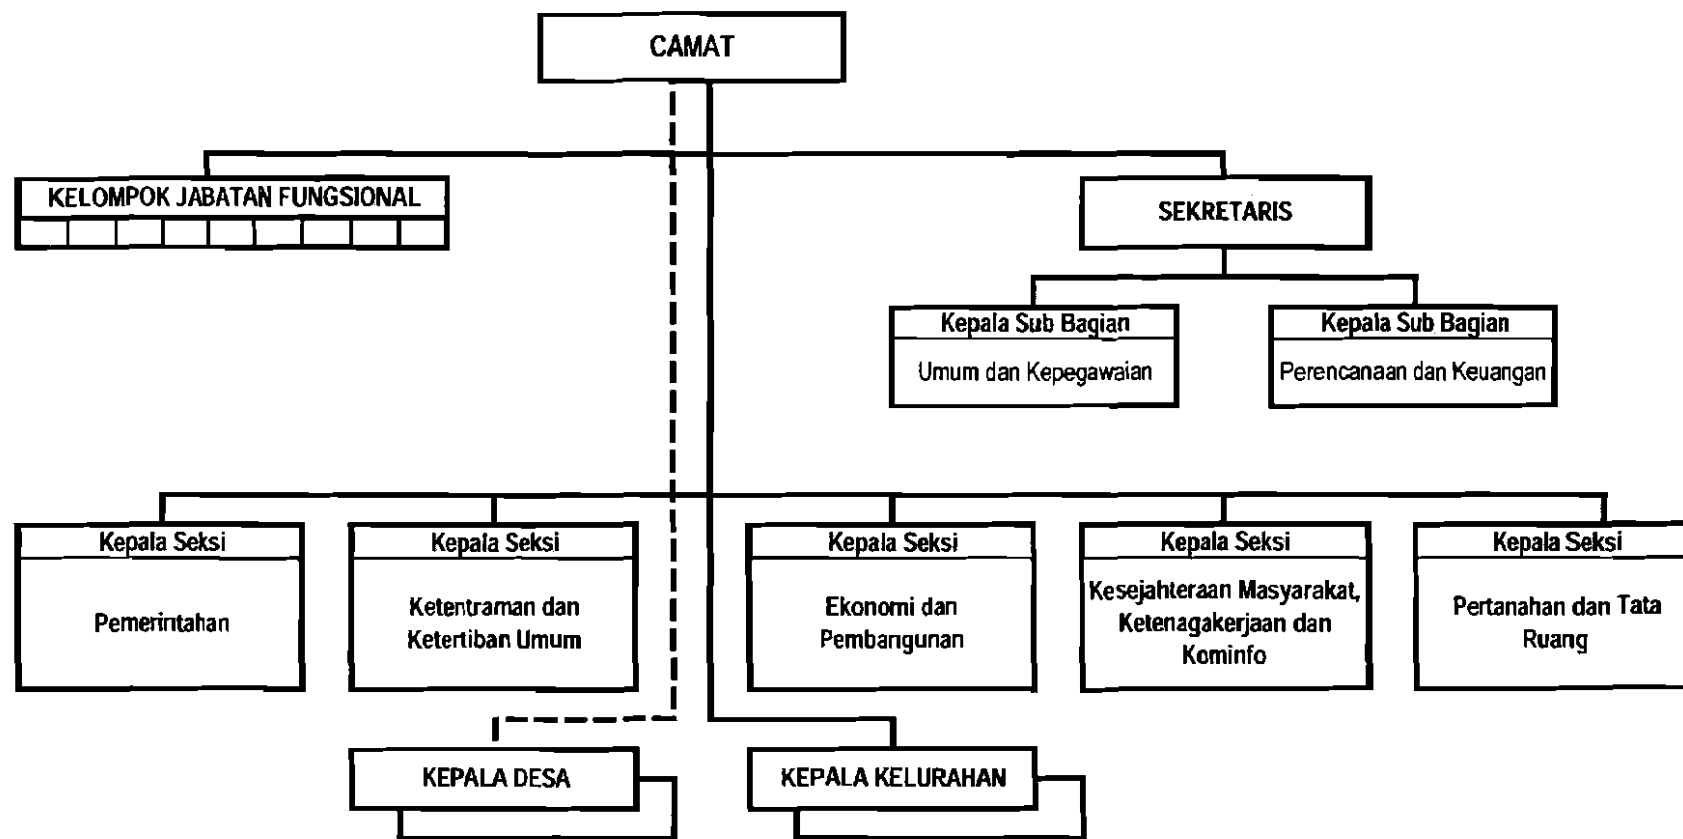 CAMAT
KELOMPOK JABATAN FUNGSIONAL
SEKRETARIS
Kepala Sub Bagian
Umum dan Kepegawaian
Kepala Sub Bagian
Perencanaan dan Keuangan
Kepala Seksi
Pemerintahan
Kepala Seksi
Ketentraman dan
Ketertiban Umum
Kepala Seksi
Ekonomi dan
Pembangunan
Kepala Seksi
Kesejahteraan Masyarakat,
Ketenagakerjaan dan
Kominfo
Kepala Seksi
Pertanahan dan Tata
Ruang
KEPALA DESA
KEPALA KELURAHAN